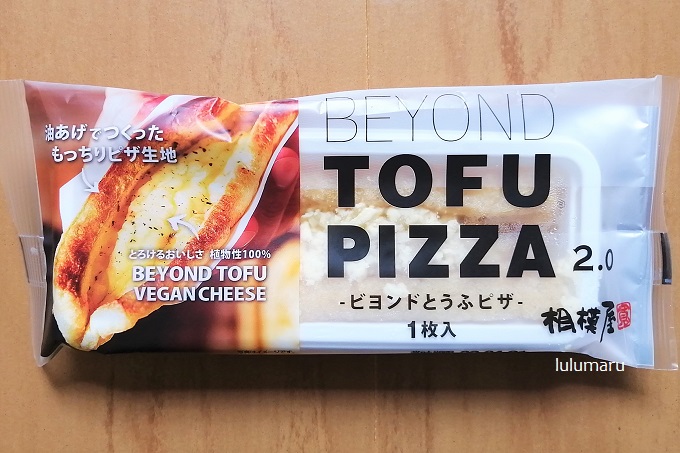 油あげでつくった
もっちりピザ生地
とろけるおいしさ 植物性100%
BEYOND TOFU
VEGAN CHEESE
BEYOND
TOFU
PIZZA 2.0
-ビヨンドとうふピザ-
1枚入
相模屋
lulumaru